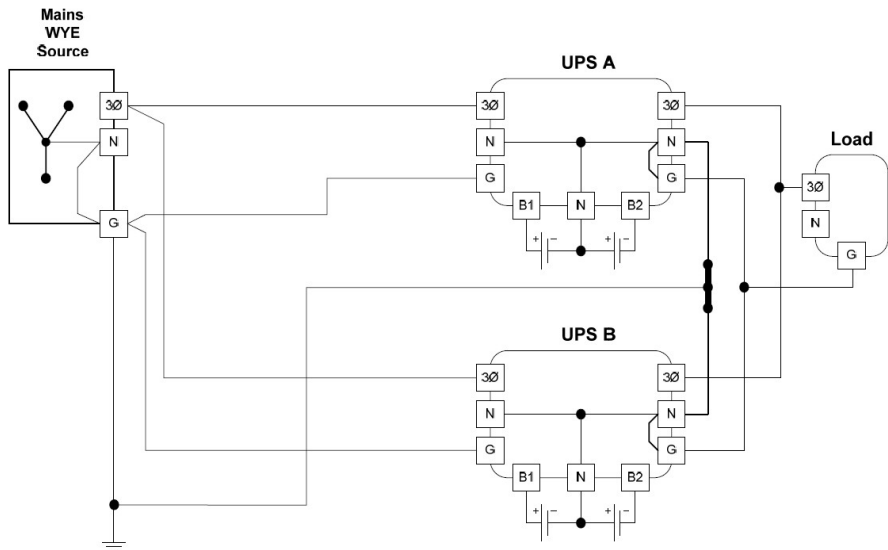 Mains
WYE
Source
3Ø
N
G
UPS A
3Ø
N
G
3Ø
N
G
B1
N
B2
+ − + −
Load
3Ø
N
G
UPS B
3Ø
N
G
3Ø
N
G
B1
N
B2
+ − + −